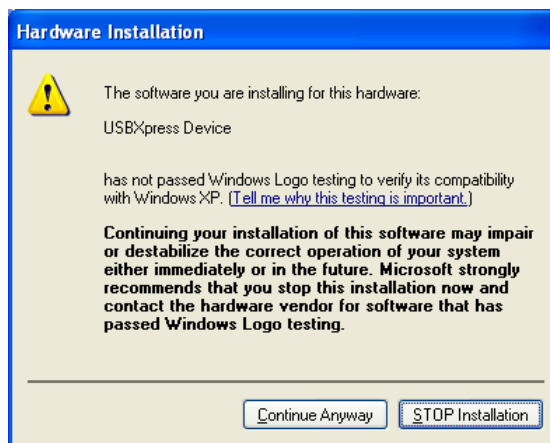 Hardware Installation
The software you are installing for this hardware:
USBXpress Device
has not passed Windows Logo testing to verify its compatibility
with Windows XP. (Tell me why this testing is important.)
Continuing your installation of this software may impair
or destabilize the correct operation of your system
either immediately or in the future. Microsoft strongly
recommends that you stop this installation now and
contact the hardware vendor for software that has
passed Windows Logo testing.
Continue Anyway
STOP Installation